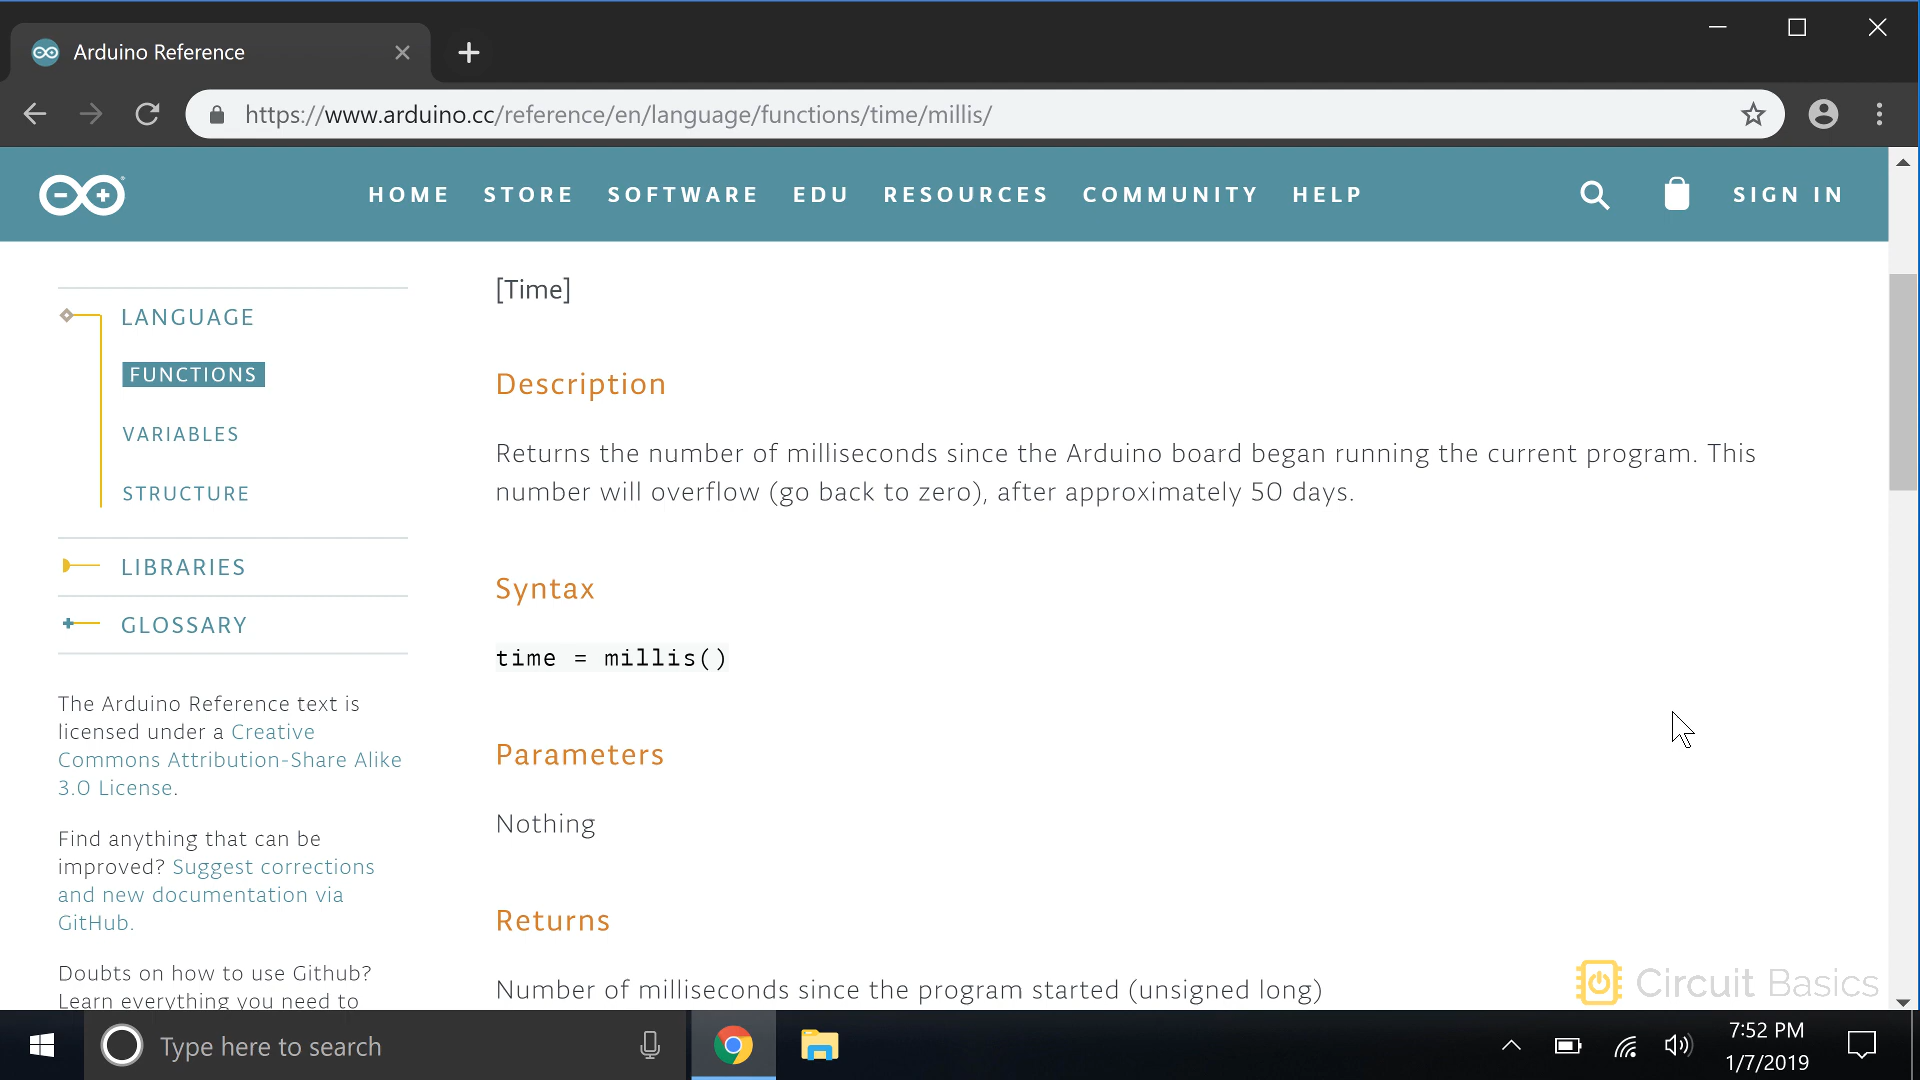 Arduino Reference
https://www.arduino.cc/reference/en/language/functions/time/millis/
HOME STORE SOFTWARE EDU RESOURCES COMMUNITY HELP SIGN IN
LANGUAGE
FUNCTIONS
VARIABLES
STRUCTURE
LIBRARIES
GLOSSARY
The Arduino Reference text is
licensed under a Creative
Commons Attribution-Share Alike
3.0 License.
Find anything that can be
improved? Suggest corrections
and new documentation via
GitHub.
Doubts on how to use Github?
Learn everything you need to
[Time]
Description
Returns the number of milliseconds since the Arduino board began running the current program. This
number will overflow (go back to zero), after approximately 50 days.
Syntax
time = millis()
Parameters
Nothing
Returns
Number of milliseconds since the program started (unsigned long)
Circuit Basics
Type here to search
7:52 PM
1/7/2019